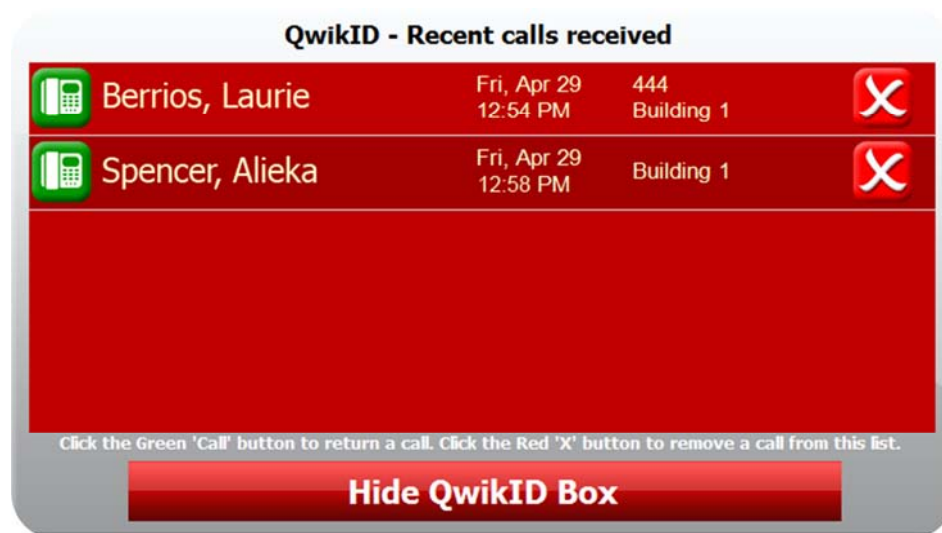 QwikID - Recent calls received
Berrios, Laurie
Fri, Apr 29
12:54 PM
444
Building 1
Spencer, Alieka
Fri, Apr 29
12:58 PM
Building 1
Click the Green 'Call' button to return a call. Click the Red 'X' button to remove a call from this list.
Hide QwikID Box